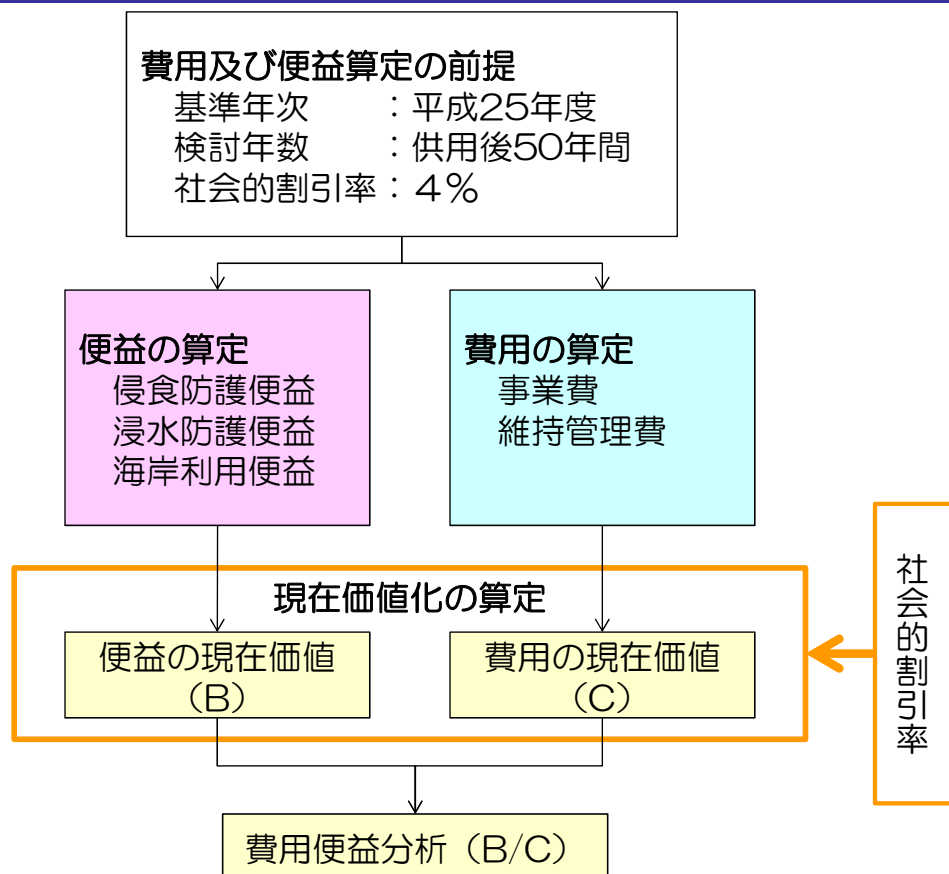 費用及び便益算定の前提
基準年次　　：平成25年度
検討年数　　：供用後50年間
社会的割引率：４％
便益の算定
侵食防護便益
浸水防護便益
海岸利用便益
費用の算定
事業費
維持管理費
現在価値化の算定
便益の現在価値
（B）
費用の現在価値
（C）
社会的割引率
費用便益分析（B/C）